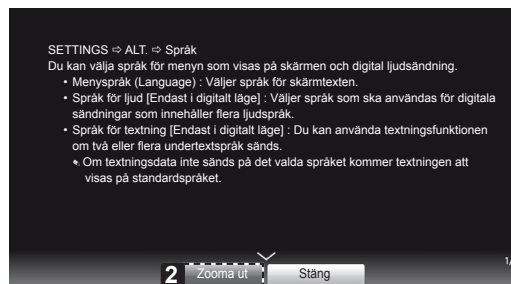 SETTINGS ⇨ ALT. ⇨ Språk
Du kan välja språk för menyn som visas på skärmen och digital ljudsändning.
• Menyspråk (Language) : Väljer språk för skärmtexten.
• Språk för ljud [Endast i digitalt läge] : Väljer språk som ska användas för digitala
sändningar som innehåller flera ljudspråk.
• Språk för textning [Endast i digitalt läge] : Du kan använda textningsfunktionen
om två eller flera undertextspråk sänds.
✎ Om textningsdata inte sänds på det valda språket kommer textningen att
visas på standardspråket.
1/
2 Zooma ut Stäng